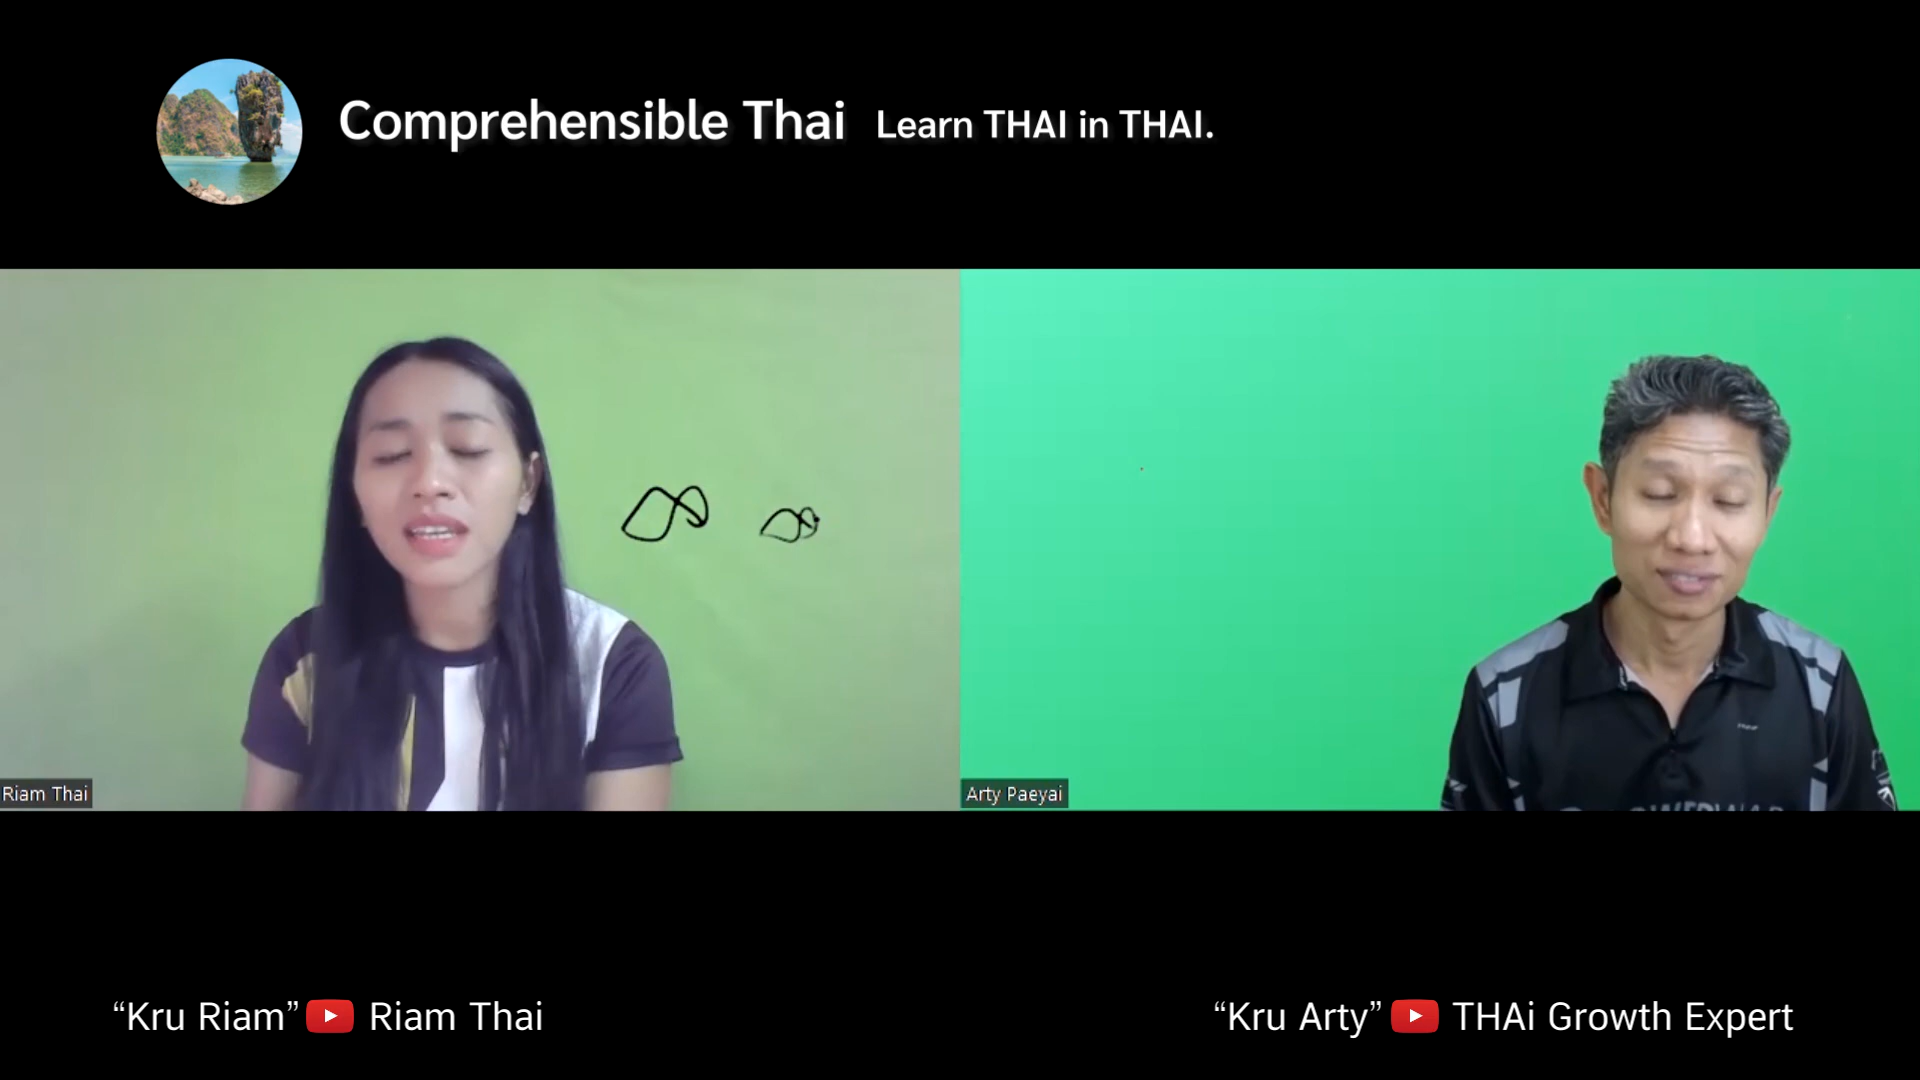 Comprehensible Thai Learn THAI in THAI.
Riam Thai
Arty Paeyai
“Kru Riam” Riam Thai
“Kru Arty” THAi Growth Expert